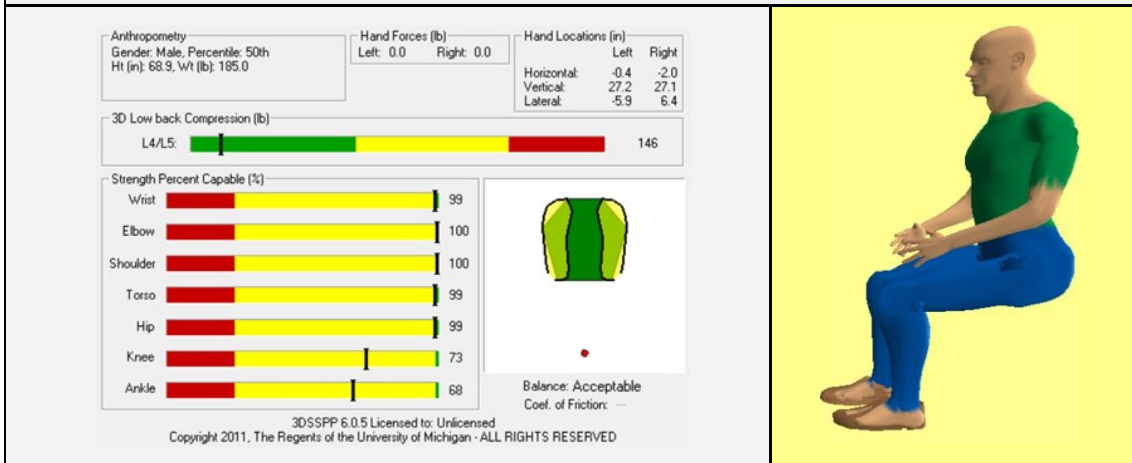 Anthropometry
Gender: Male, Percentile: 50th
Ht (in): 68.9, Wt (lb): 185.0
Hand Forces (lb)
Left: 0.0 Right: 0.0
Hand Locations (in)
Left Right
Horizontal: -0.4 -2.0
Vertical: 27.2 27.1
Lateral: -5.9 6.4
3D Low back Compression (lb)
L4/L5: 146
Strength Percent Capable (%)
Wrist 99
Elbow 100
Shoulder 100
Torso 99
Hip 99
Knee 73
Ankle 68
Balance: Acceptable
Coef. of Friction: ---
3DSSPP 6.0.5 Licensed to: Unlicensed
Copyright 2011, The Regents of the University of Michigan - ALL RIGHTS RESERVED